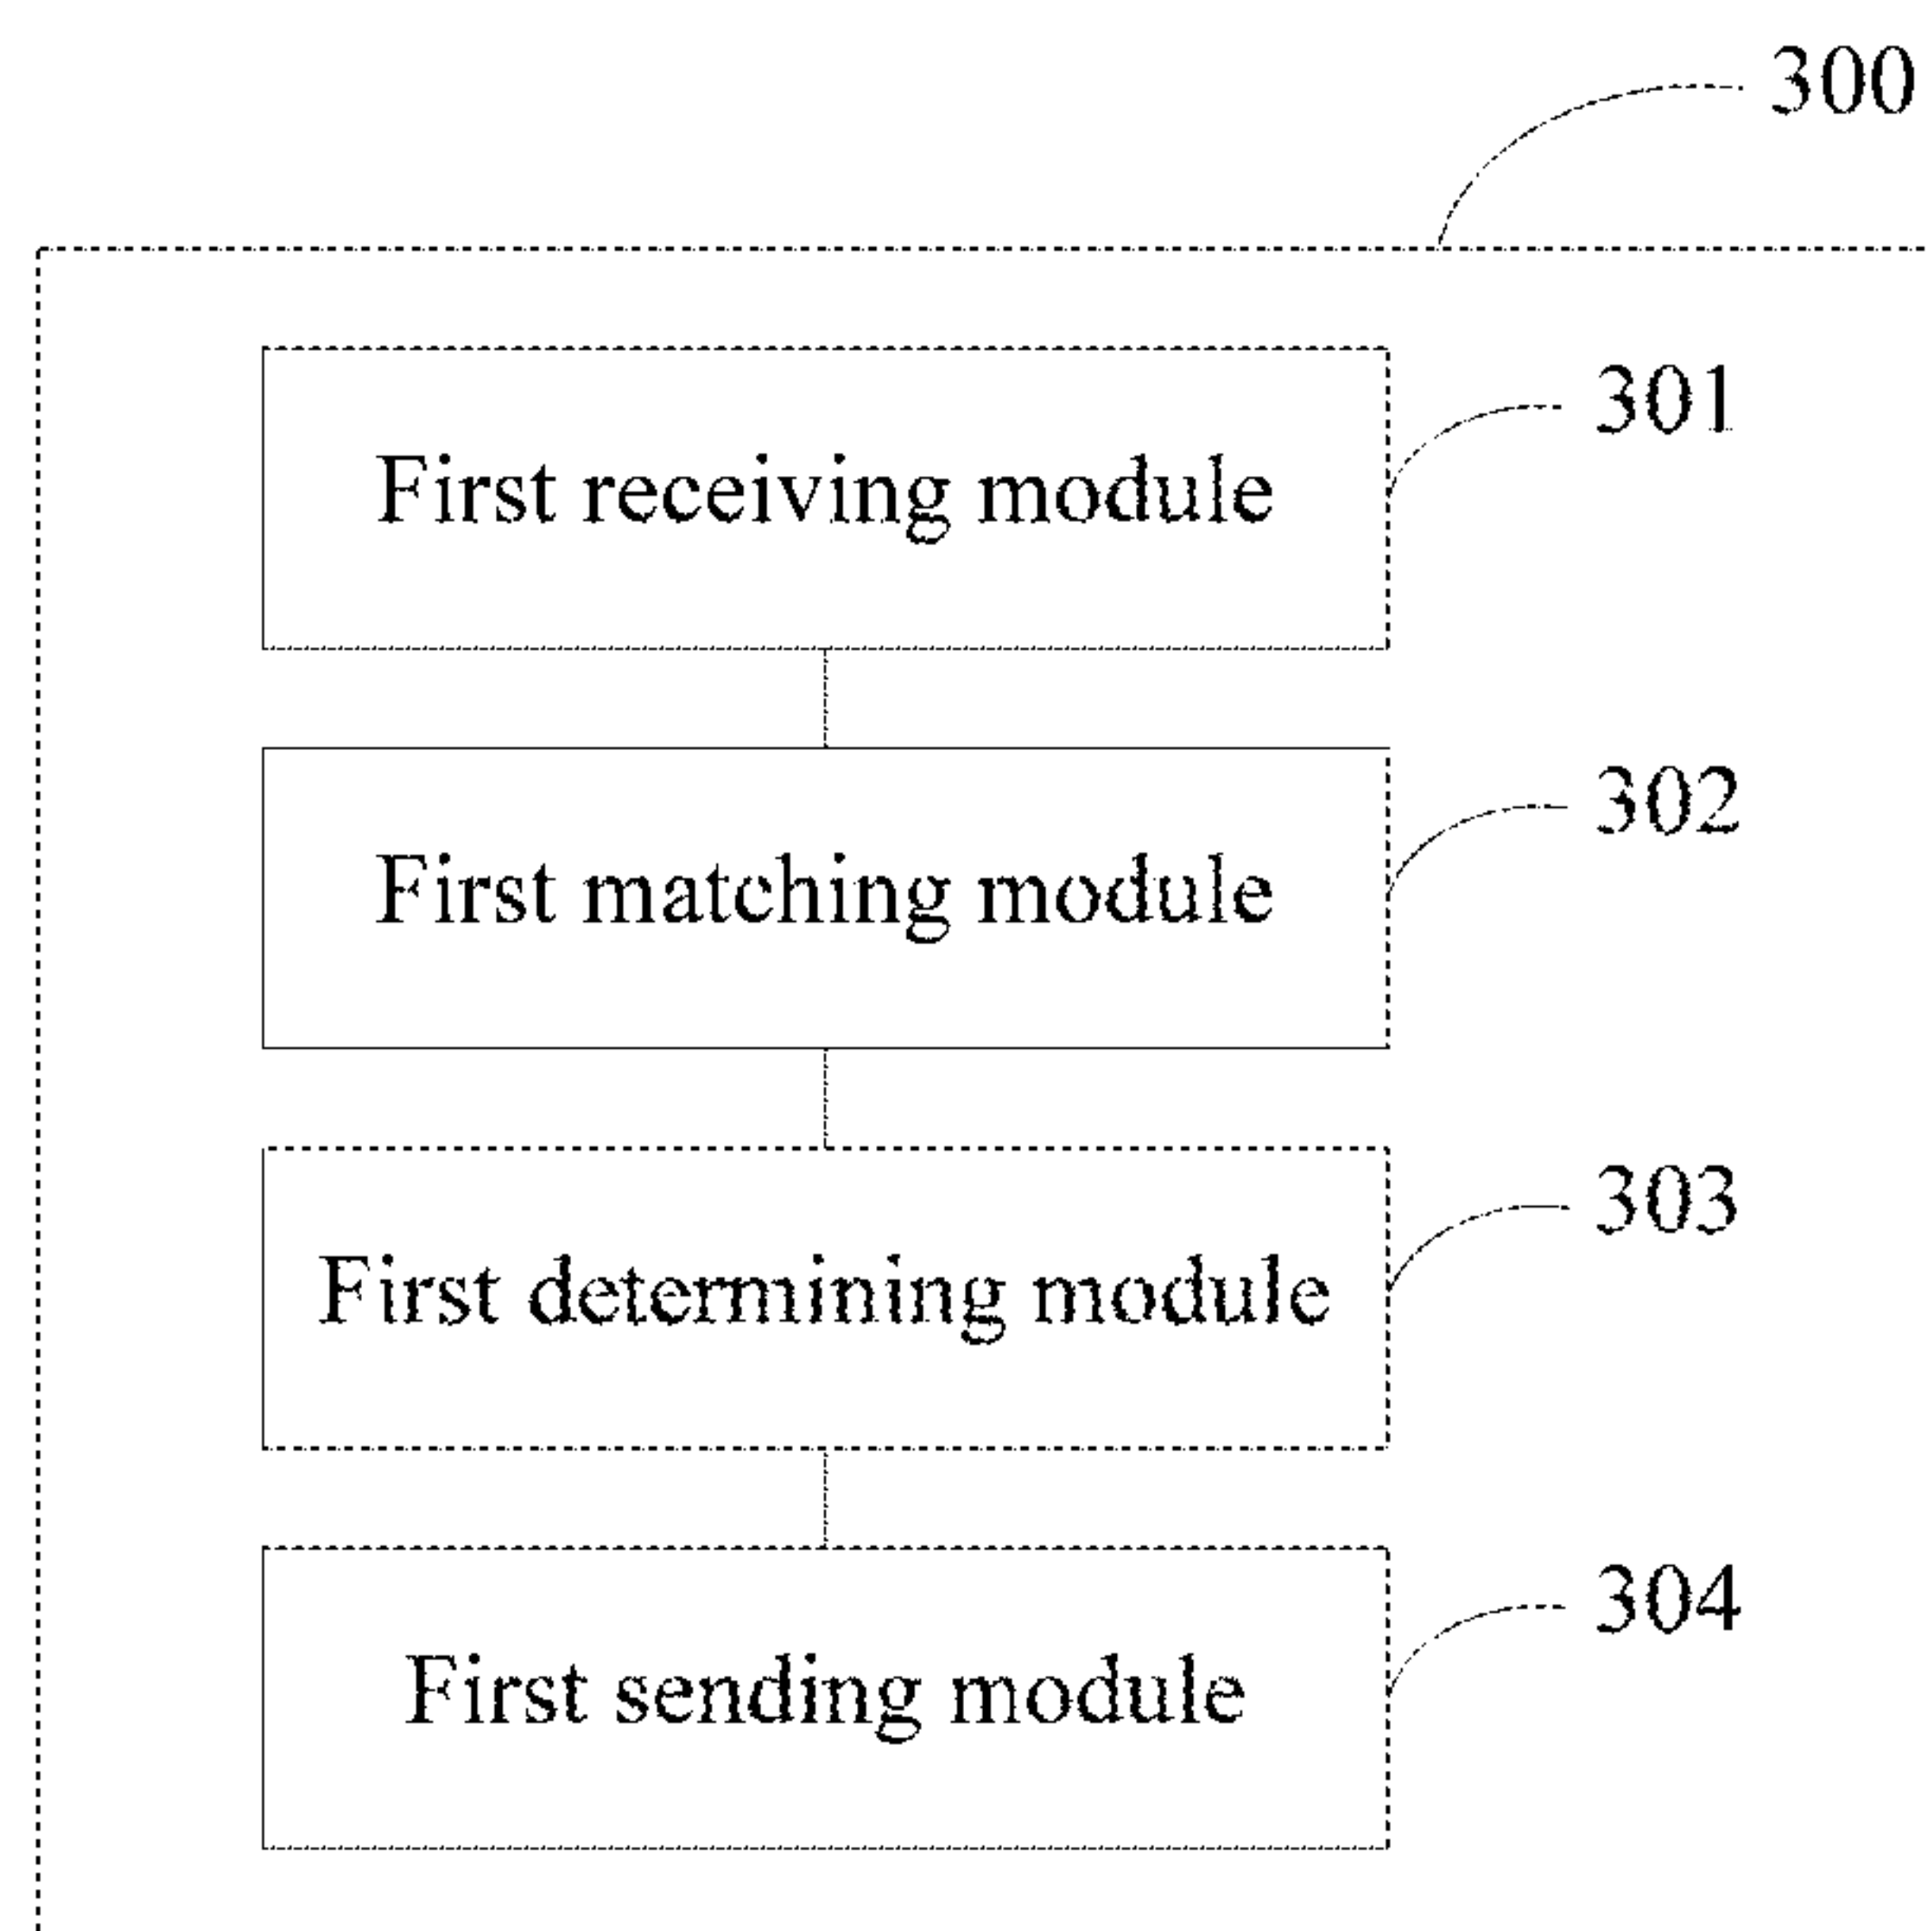 300
301
First receiving module
302
First matching module
303
First determining module
304
First sending module